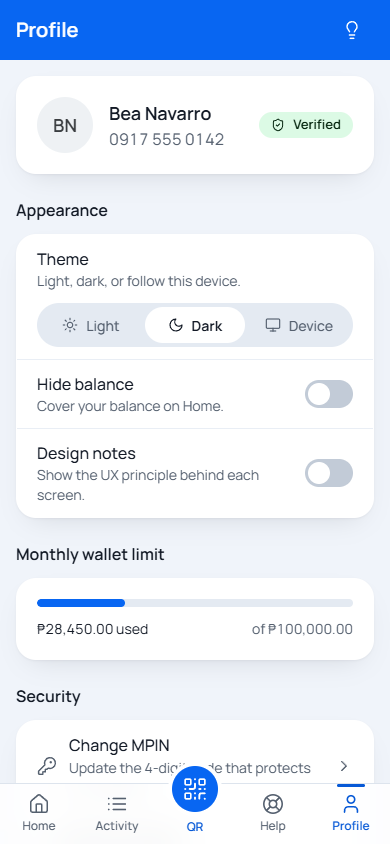 Profile
BN
Bea Navarro
0917 555 0142
Verified
Appearance
Theme
Light, dark, or follow this device.
Light
Dark
Device
Hide balance
Cover your balance on Home.
Design notes
Show the UX principle behind each
screen.
Monthly wallet limit
₱28,450.00 used
of ₱100,000.00
Security
Change MPIN
Update the 4-digit code that protects
Home
Activity
QR
Help
Profile